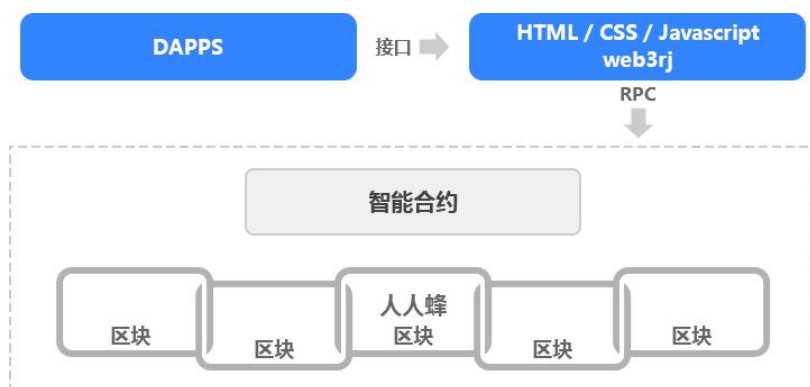 DAPPS
接口
HTML / CSS / Javascript
web3rj
RPC
智能合约
人人蜂
区块
区块
区块
区块
区块